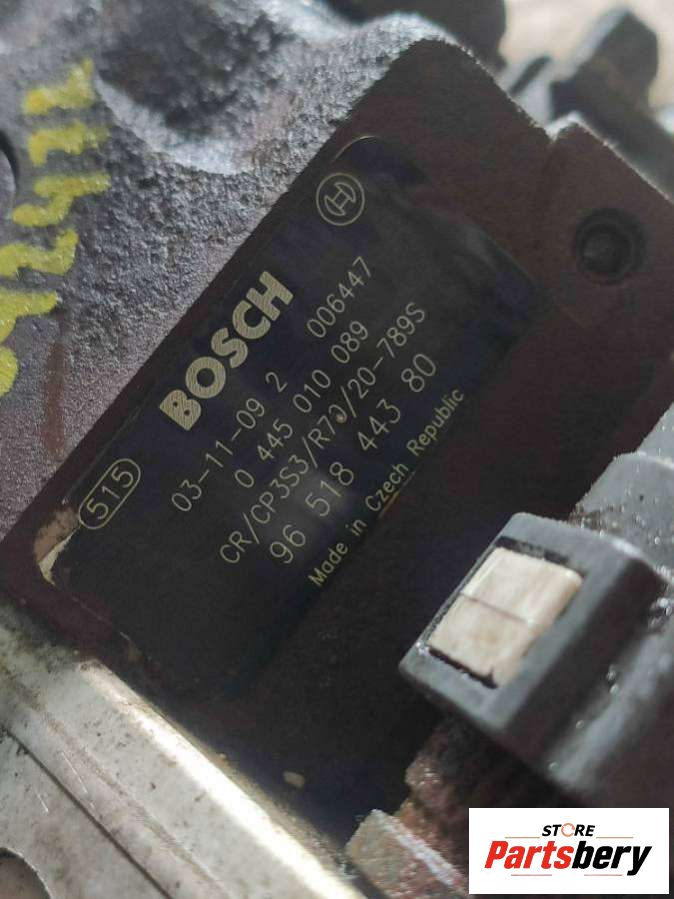 BOSCH
515
03-11-09 2 006447
0 445 010 089
CR/CP3S3/R70/20-789S
96 518 443 80
Made in Czech Republic
STORE
Partsbery